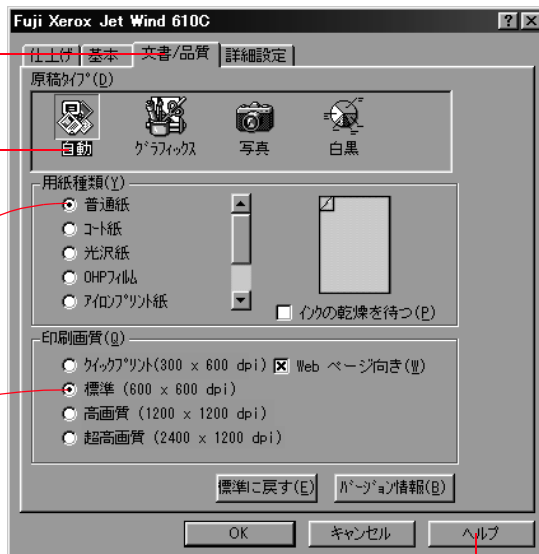 Fuji Xerox Jet Wind 610C
仕上げ 基本 文書/品質 詳細設定
原稿ﾀｲﾌﾟ(D)
自動 ｸﾞﾗﾌｨｯｸｽ 写真 白黒
用紙種類(Y)
普通紙
ｺｰﾄ紙
光沢紙
OHPﾌｨﾙﾑ
ｱｲﾛﾝﾌﾟﾘﾝﾄ紙
ｲﾝｸの乾燥を待つ(P)
印刷画質(Q)
ｸｲｯｸﾌﾟﾘﾝﾄ(300 x 600 dpi) Web ページ向き(W)
標準 (600 x 600 dpi)
高画質 (1200 x 1200 dpi)
超高画質 (2400 x 1200 dpi)
標準に戻す(E) ﾊﾞｰｼﾞｮﾝ情報(B)
OK キャンセル ヘルプ